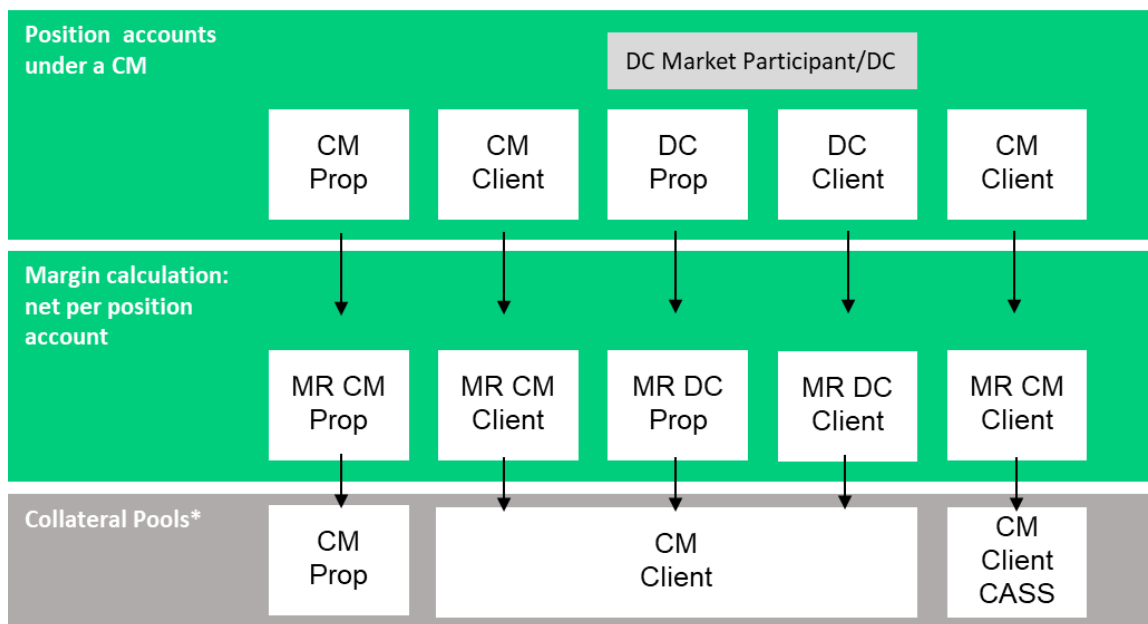 Position accounts
under a CM
DC Market Participant/DC
CM
Prop
CM
Client
DC
Prop
DC
Client
CM
Client
Margin calculation:
net per position
account
MR CM
Prop
MR CM
Client
MR DC
Prop
MR DC
Client
MR CM
Client
Collateral Pools*
CM
Prop
CM
Client
CM
Client
CASS